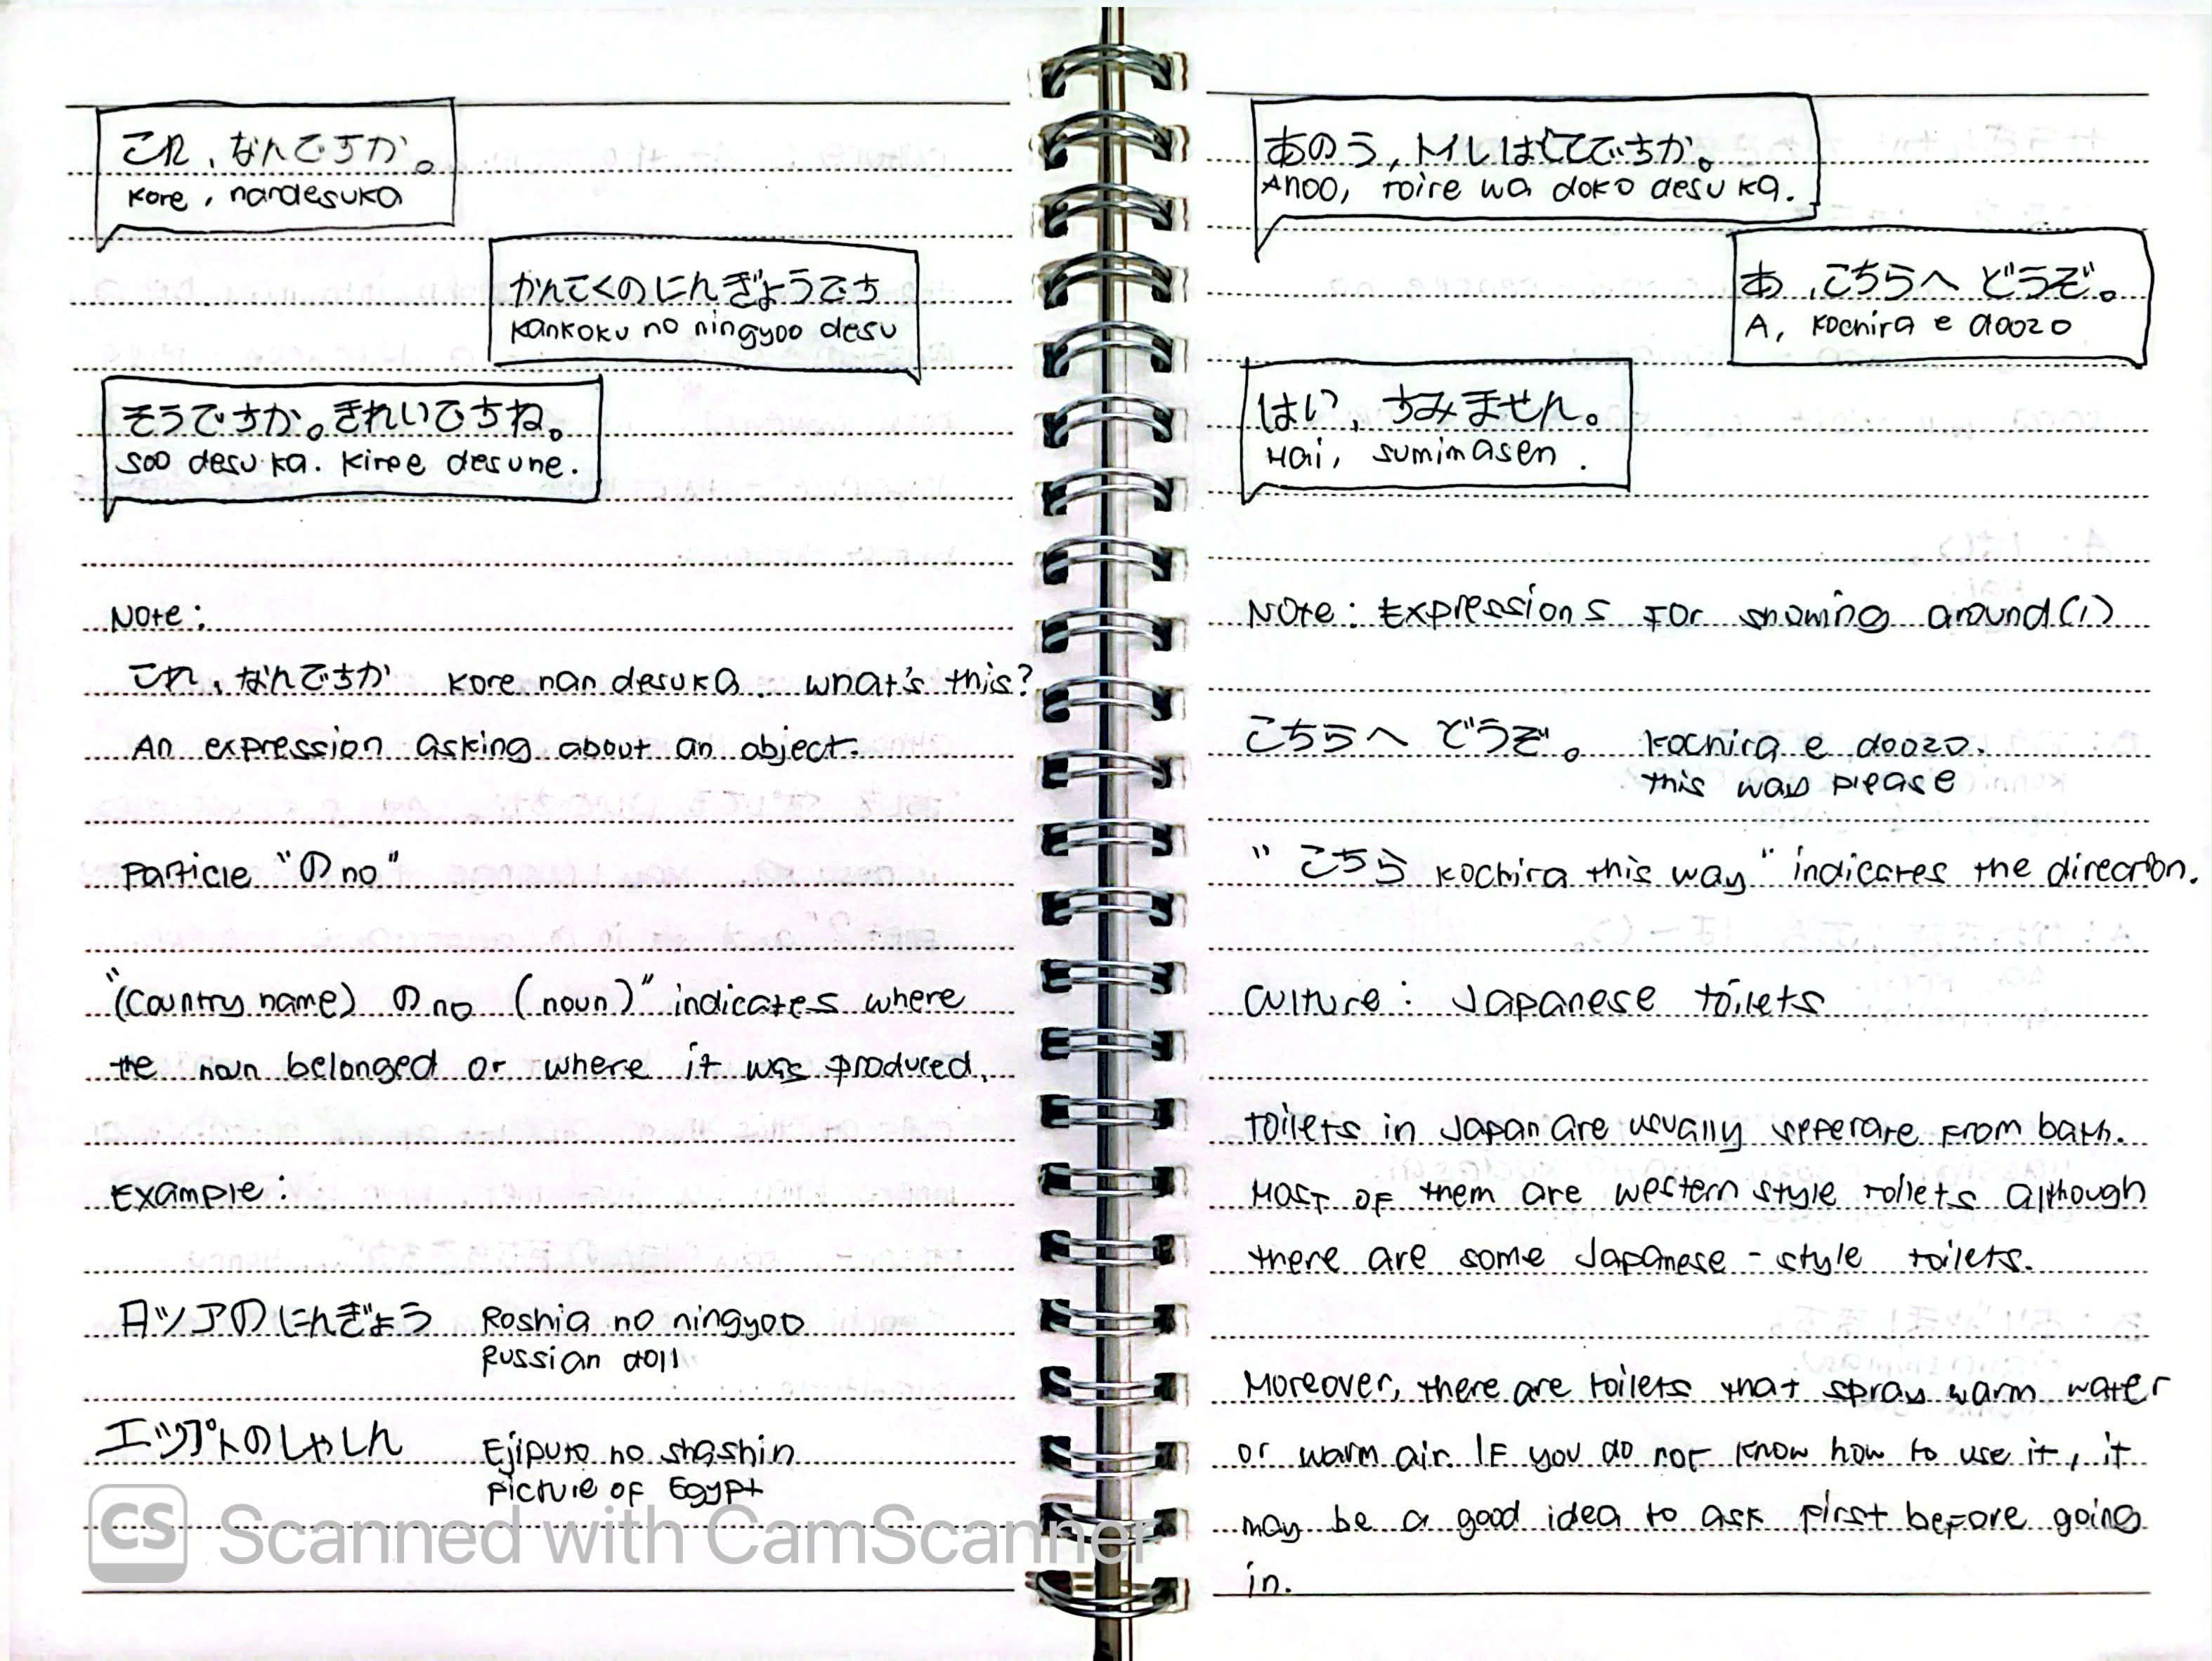 これ、なんですか。
Kore, nandesuka
かんこくのにんぎょうです
Kankoku no ningyoo desu
そうですか。きれいですね。
Soo desu ka. Kiree desune.
Note:
これ、なんですか Kore nan desuka. What's this?
An expression asking about an object.
Particle "の no"
"(Country name) の no (noun)" indicates where
the noun belonged or where it was produced.
Example:
ロシアのにんぎょう Roshia no ningyoo
Russian doll
エジプトのしゃしん Ejiputo no shashin
Picture of Egypt
CS Scanned with CamScanner
あのう, トイレはどこですか。
Anoo, toire wa doko desu ka.
あ、こちらへ どうぞ。
A, kochira e doozo
はい, すみません。
Hai, sumimasen.
Note: Expressions for showing around (1)
こちらへ どうぞ。 Kochira e doozo.
this way please
"こちら kochira this way" indicates the direction.
Culture: Japanese toilets
toilets in Japan are usually seperate from bath.
Most of them are western style toilets although
there are some Japanese-style toilets.
Moreover, there are toilets that spray warm water
or warm air. If you do not know how to use it, it
may be a good idea to ask first before going
in.